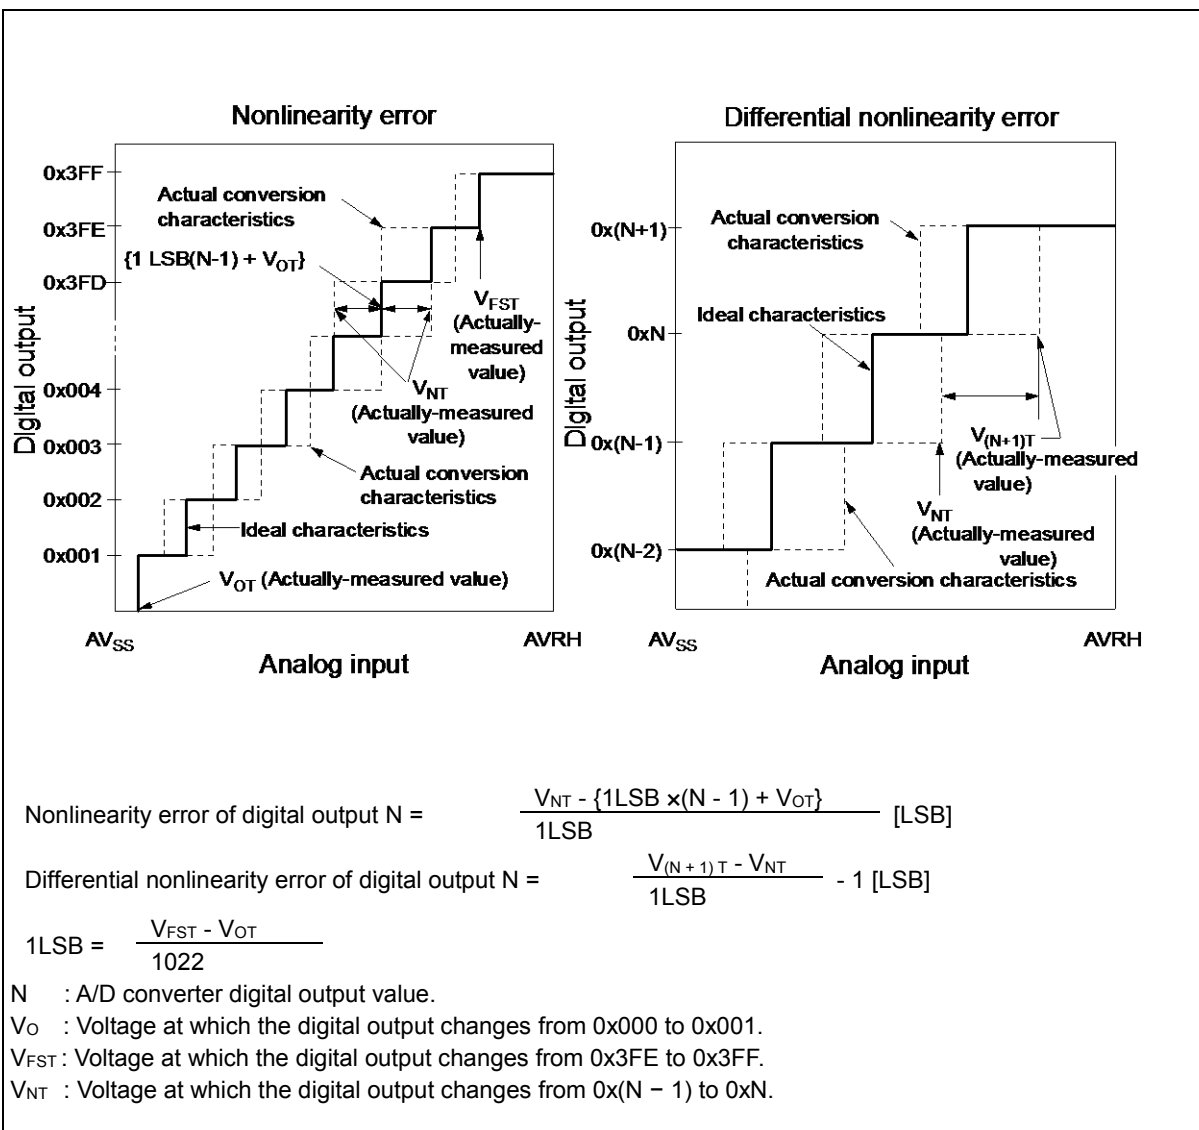 Nonlinearity error
0x3FF
0x3FE
0x3FD
0x004
0x003
0x002
0x001
Digital output
Actual conversion
characteristics
{1 LSB(N-1) + VOT}
VFST
(Actually-
measured
value)
VNT
(Actually-measured
value)
Actual conversion
characteristics
Ideal characteristics
VOT (Actually-measured value)
AVSS
AVRH
Analog input
Differential nonlinearity error
0x(N+1)
0xN
0x(N-1)
0x(N-2)
Digital output
Actual conversion
characteristics
Ideal characteristics
V(N+1)T
(Actually-measured
value)
VNT
(Actually-measured
value)
Actual conversion characteristics
AVSS
AVRH
Analog input
Nonlinearity error of digital output N =
VNT - {1LSB ×(N - 1) + VOT}
1LSB
[LSB]
Differential nonlinearity error of digital output N =
V(N + 1) T - VNT
1LSB
- 1 [LSB]
1LSB =
VFST - VOT
1022
N : A/D converter digital output value.
VO : Voltage at which the digital output changes from 0x000 to 0x001.
VFST : Voltage at which the digital output changes from 0x3FE to 0x3FF.
VNT : Voltage at which the digital output changes from 0x(N − 1) to 0xN.